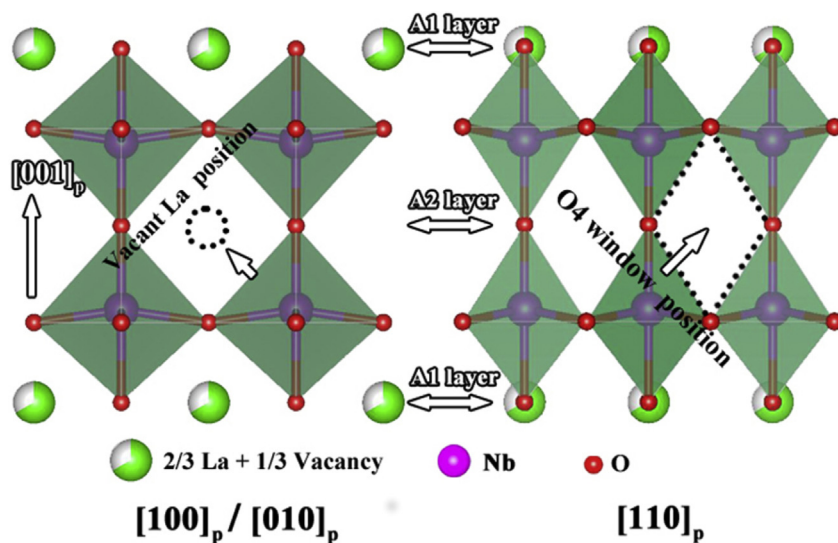 A1 layer
[001]p
Vacant La position
A2 layer
O4 window position
A1 layer
2/3 La + 1/3 Vacancy
Nb
O
[100]p / [010]p
[110]p